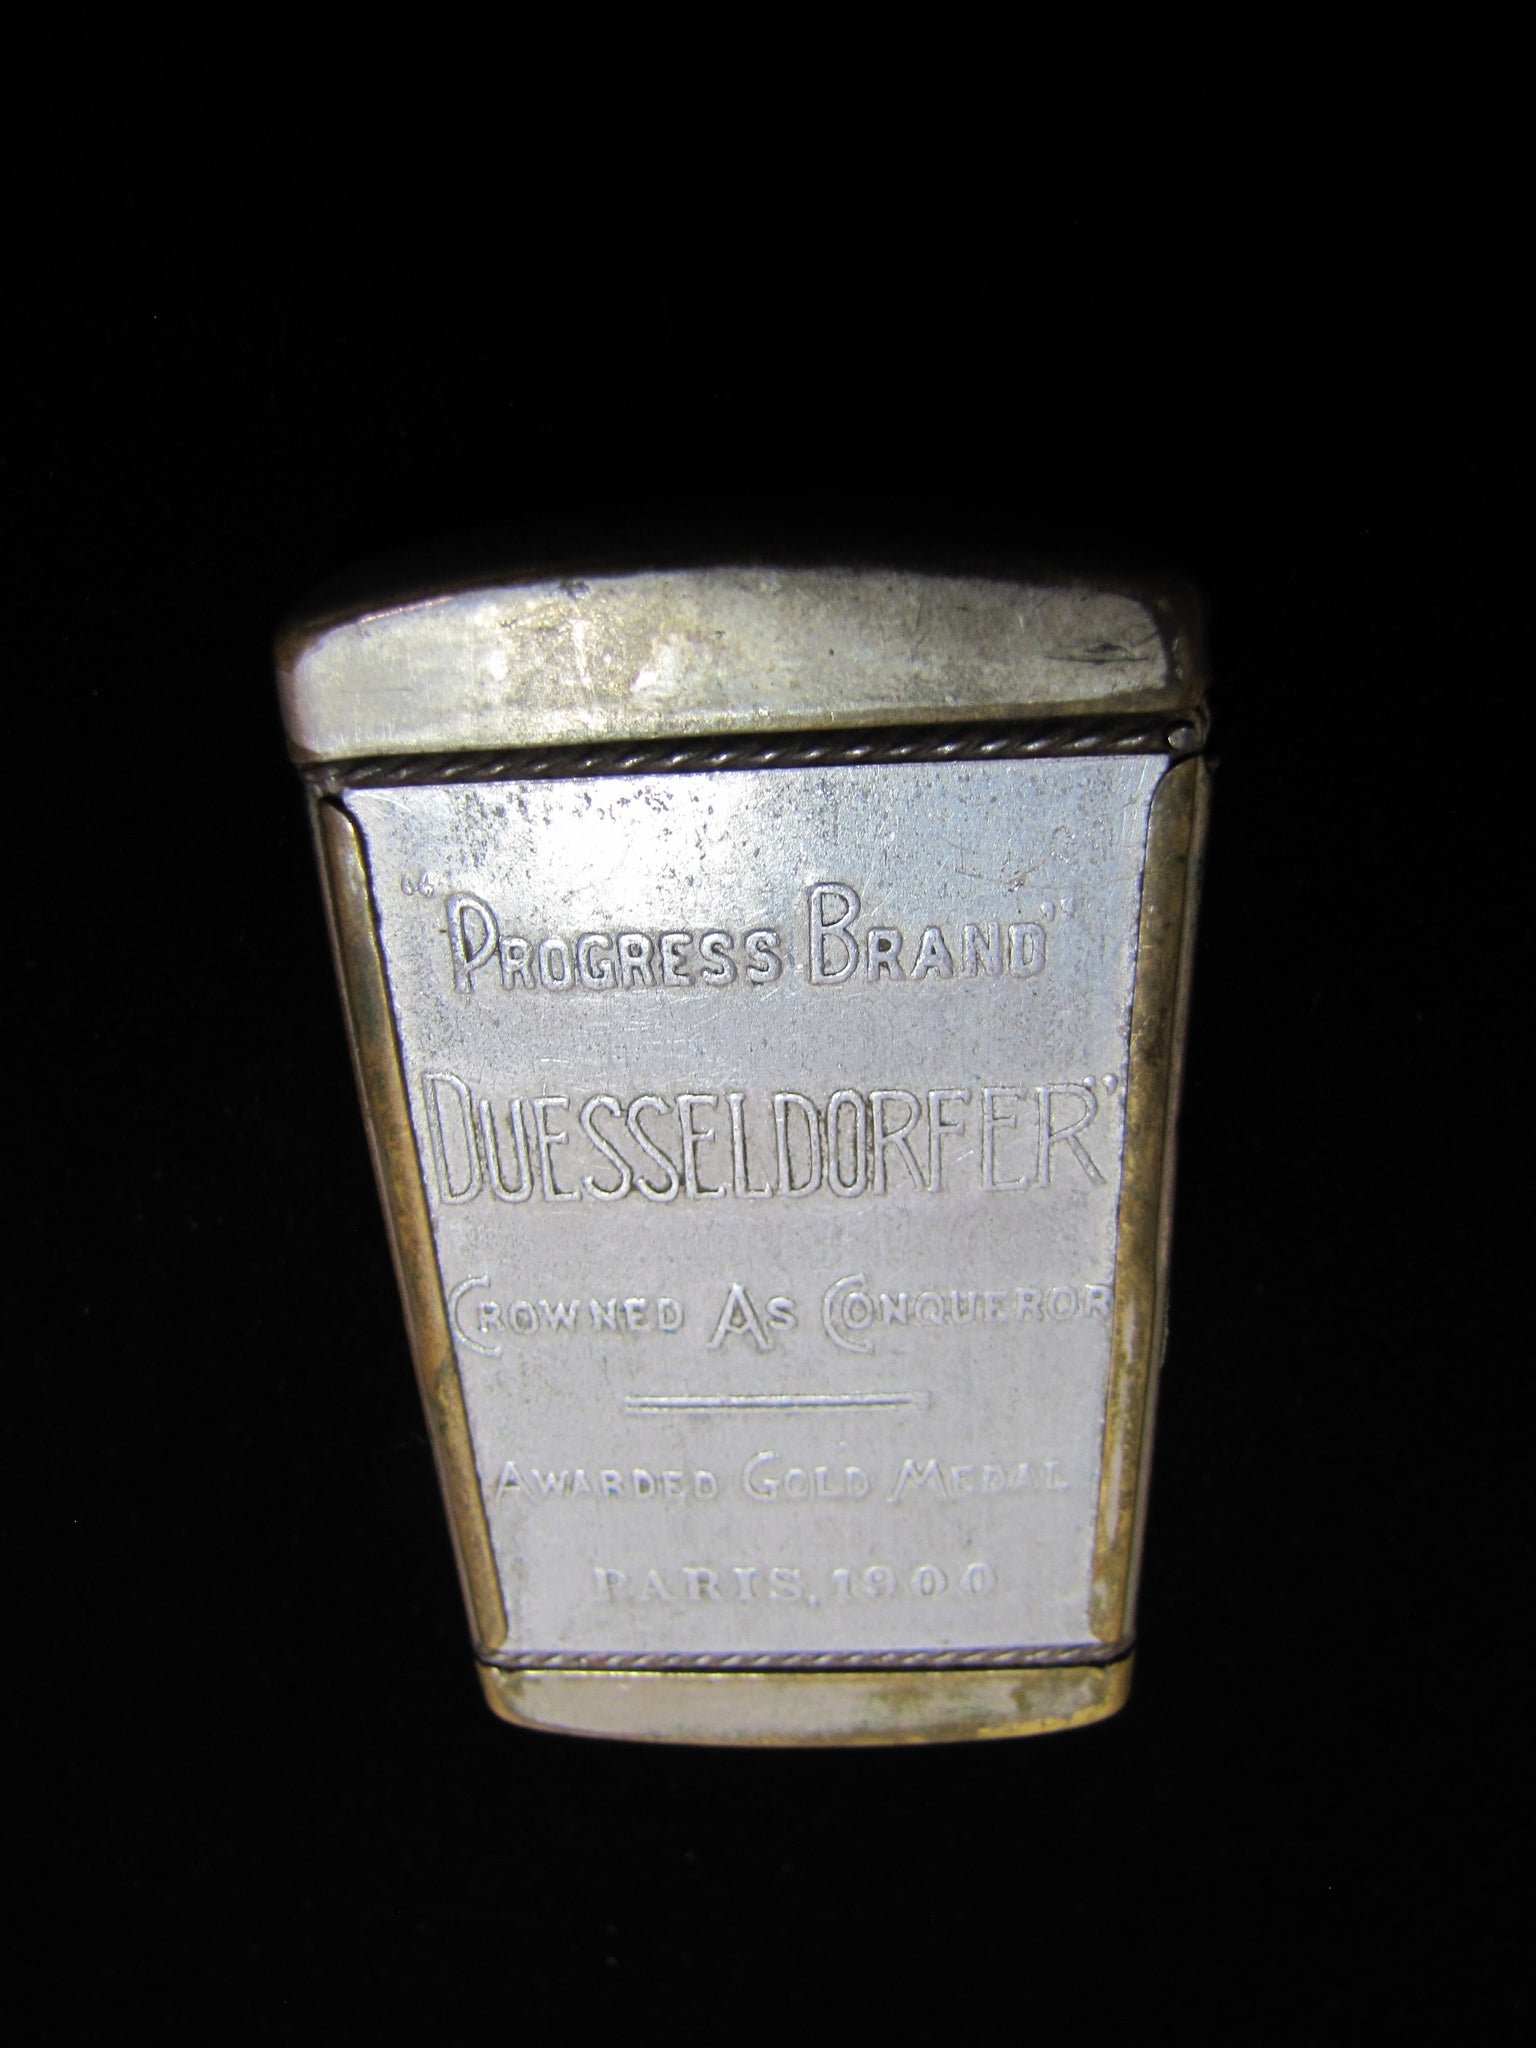 "PROGRESS BRAND"
DUESSELDORFER"
CROWNED AS CONQUEROR
AWARDED GOLD MEDAL
PARIS, 1900